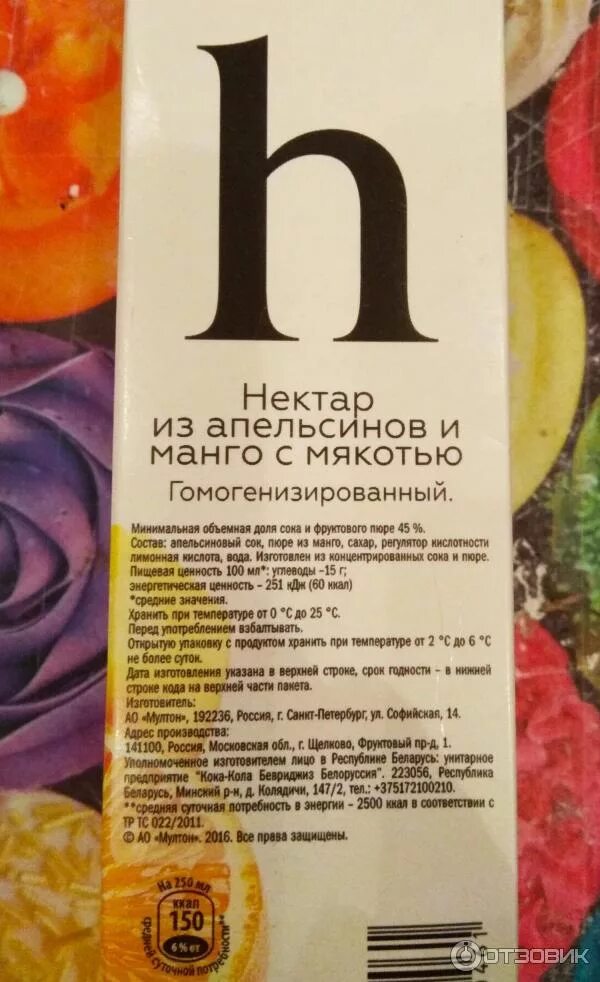 h
Нектар
из апельсинов и
манго с мякотью
Гомогенизированный.
Минимальная объемная доля сока и фруктового пюре 45 %.
Состав: апельсиновый сок, пюре из манго, сахар, регулятор кислотности
лимонная кислота, вода. Изготовлен из концентрированных сока и пюре.
Пищевая ценность 100 мл*: углеводы –15 г;
энергетическая ценность – 251 кДж (60 ккал)
*средние значения.
Хранить при температуре от 0 °C до 25 °C.
Перед употреблением взбалтывать.
Открытую упаковку с продуктом хранить при температуре от 2 °C до 6 °C
не более суток.
Дата изготовления указана в верхней строке, срок годности – в нижней
строке кода на верхней части пакета.
Изготовитель:
АО «Мултон», 192236, Россия, г. Санкт-Петербург, ул. Софийская, 14.
Адрес производства:
141100, Россия, Московская обл., г. Щелково, Фруктовый пр-д, 1.
Уполномоченное изготовителем лицо в Республике Беларусь: унитарное
предприятие "Кока-Кола Бевриджиз Белоруссия". 223056, Республика
Беларусь, Минский р-н, д. Колядичи, 147/2, тел.: +375172100210.
**средняя суточная потребность в энергии – 2500 ккал в соответствии с
ТР ТС 022/2011.
© АО «Мултон». 2016. Все права защищены.
На 250 мл
ккал
150
6% от
средней суточной потребности**
ОТЗОВИК